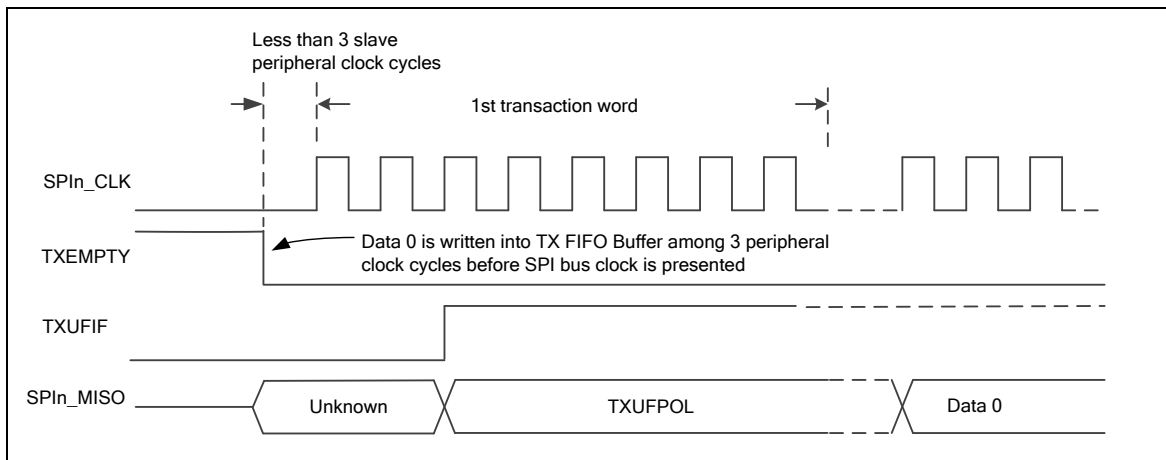 Less than 3 slave
peripheral clock cycles
1st transaction word
SPIn_CLK
TXEMPTY
Data 0 is written into TX FIFO Buffer among 3 peripheral
clock cycles before SPI bus clock is presented
TXUFIF
SPIn_MISO
Unknown
TXUFPOL
Data 0